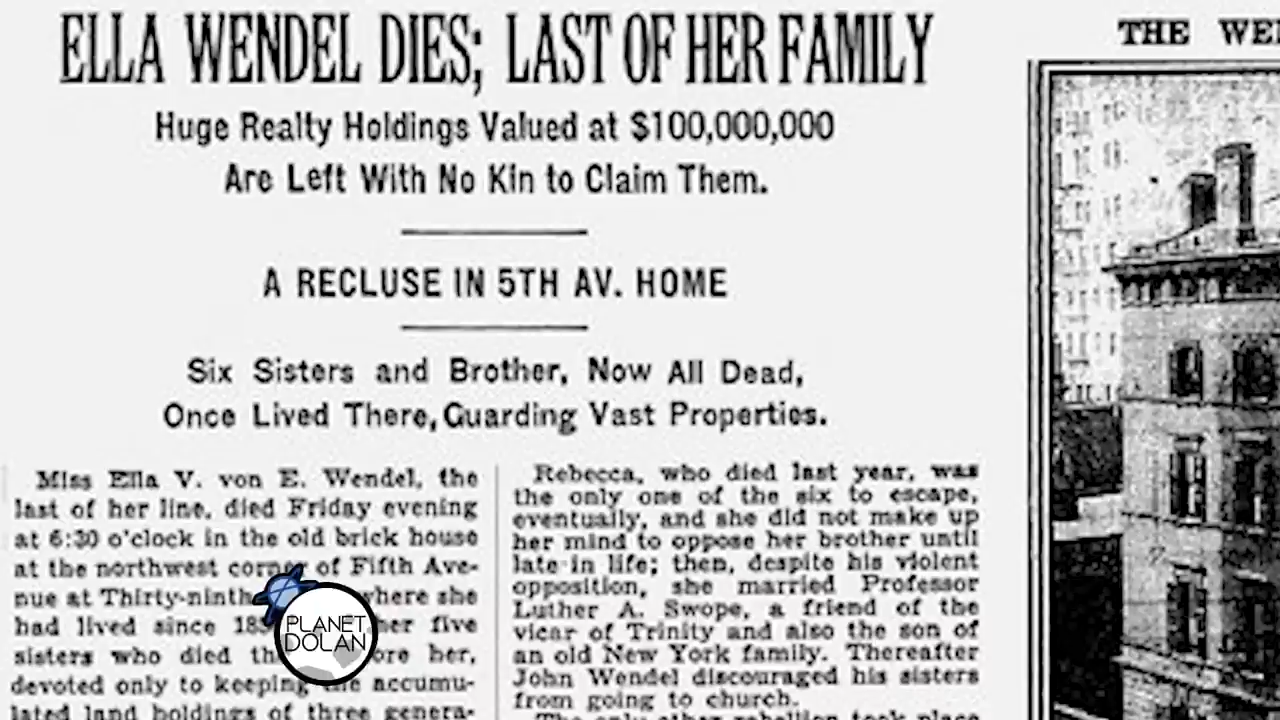 ELLA WENDEL DIES; LAST OF HER FAMILY
Huge Realty Holdings Valued at $100,000,000
Are Left With No Kin to Claim Them.
A RECLUSE IN 5TH AV. HOME
Six Sisters and Brother, Now All Dead,
Once Lived There, Guarding Vast Properties.
Miss Ella V. von E. Wendel, the
last of her line, died Friday evening
at 6:30 o'clock in the old brick house
at the northwest corner of Fifth Ave-
nue at Thirty-ninth where she
had lived since her five
sisters who died her,
devoted only to keeping the accumu-
lated land holdings of three genera-
Rebecca, who died last year, was
the only one of the six to escape,
eventually, and she did not make up
her mind to oppose her brother until
late in life; then, despite his violent
opposition, she married Professor
Luther A. Swope, a friend of the
vicar of Trinity and also the son of
an old New York family. Thereafter
John Wendel discouraged his sisters
from going to church.
The only other rebellion took place
THE
PLANET
DOLAN